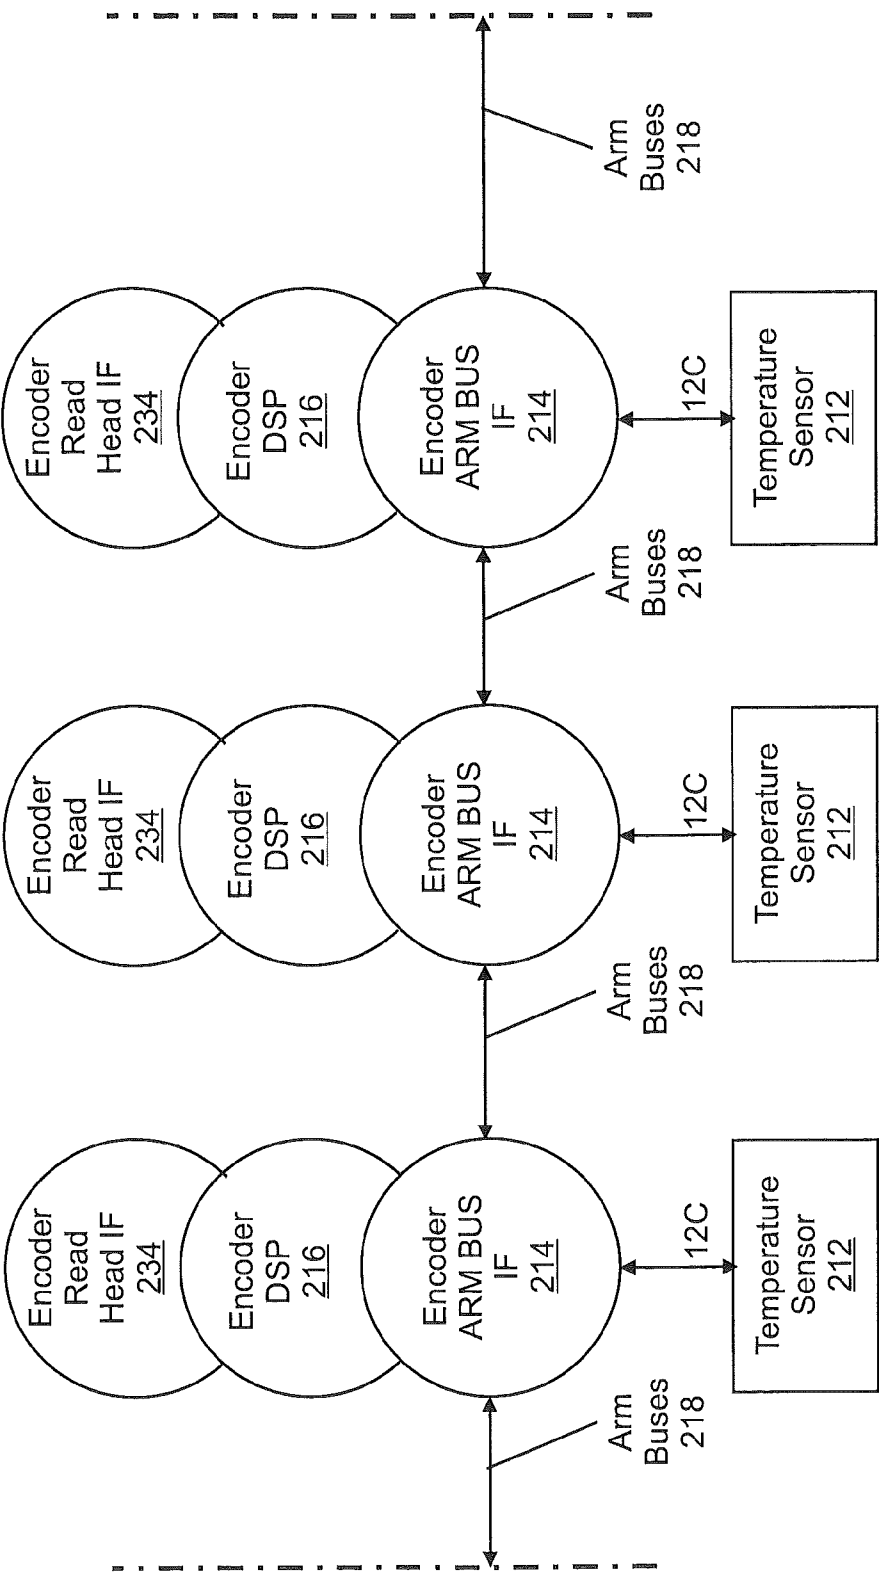 Encoder
Read
Head IF
234
Encoder
Read
Head IF
234
Encoder
Read
Head IF
234
Encoder
DSP
216
Encoder
DSP
216
Encoder
DSP
216
Encoder
ARM BUS
IF
214
Encoder
ARM BUS
IF
214
Encoder
ARM BUS
IF
214
Arm
Buses
218
Arm
Buses
218
Arm
Buses
218
Arm
Buses
218
12C
12C
12C
Temperature
Sensor
212
Temperature
Sensor
212
Temperature
Sensor
212